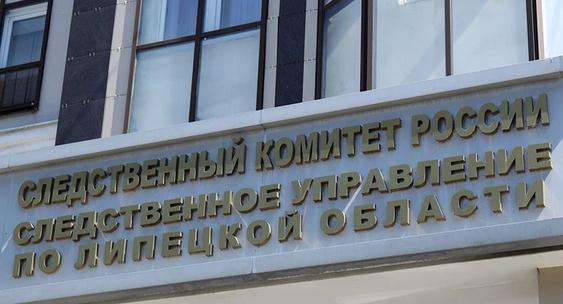 СЛЕДСТВЕННЫЙ КОМИТЕТ РОССИИ
СЛЕДСТВЕННОЕ УПРАВЛЕНИЕ
ПО ЛИПЕЦКОЙ ОБЛАСТИ